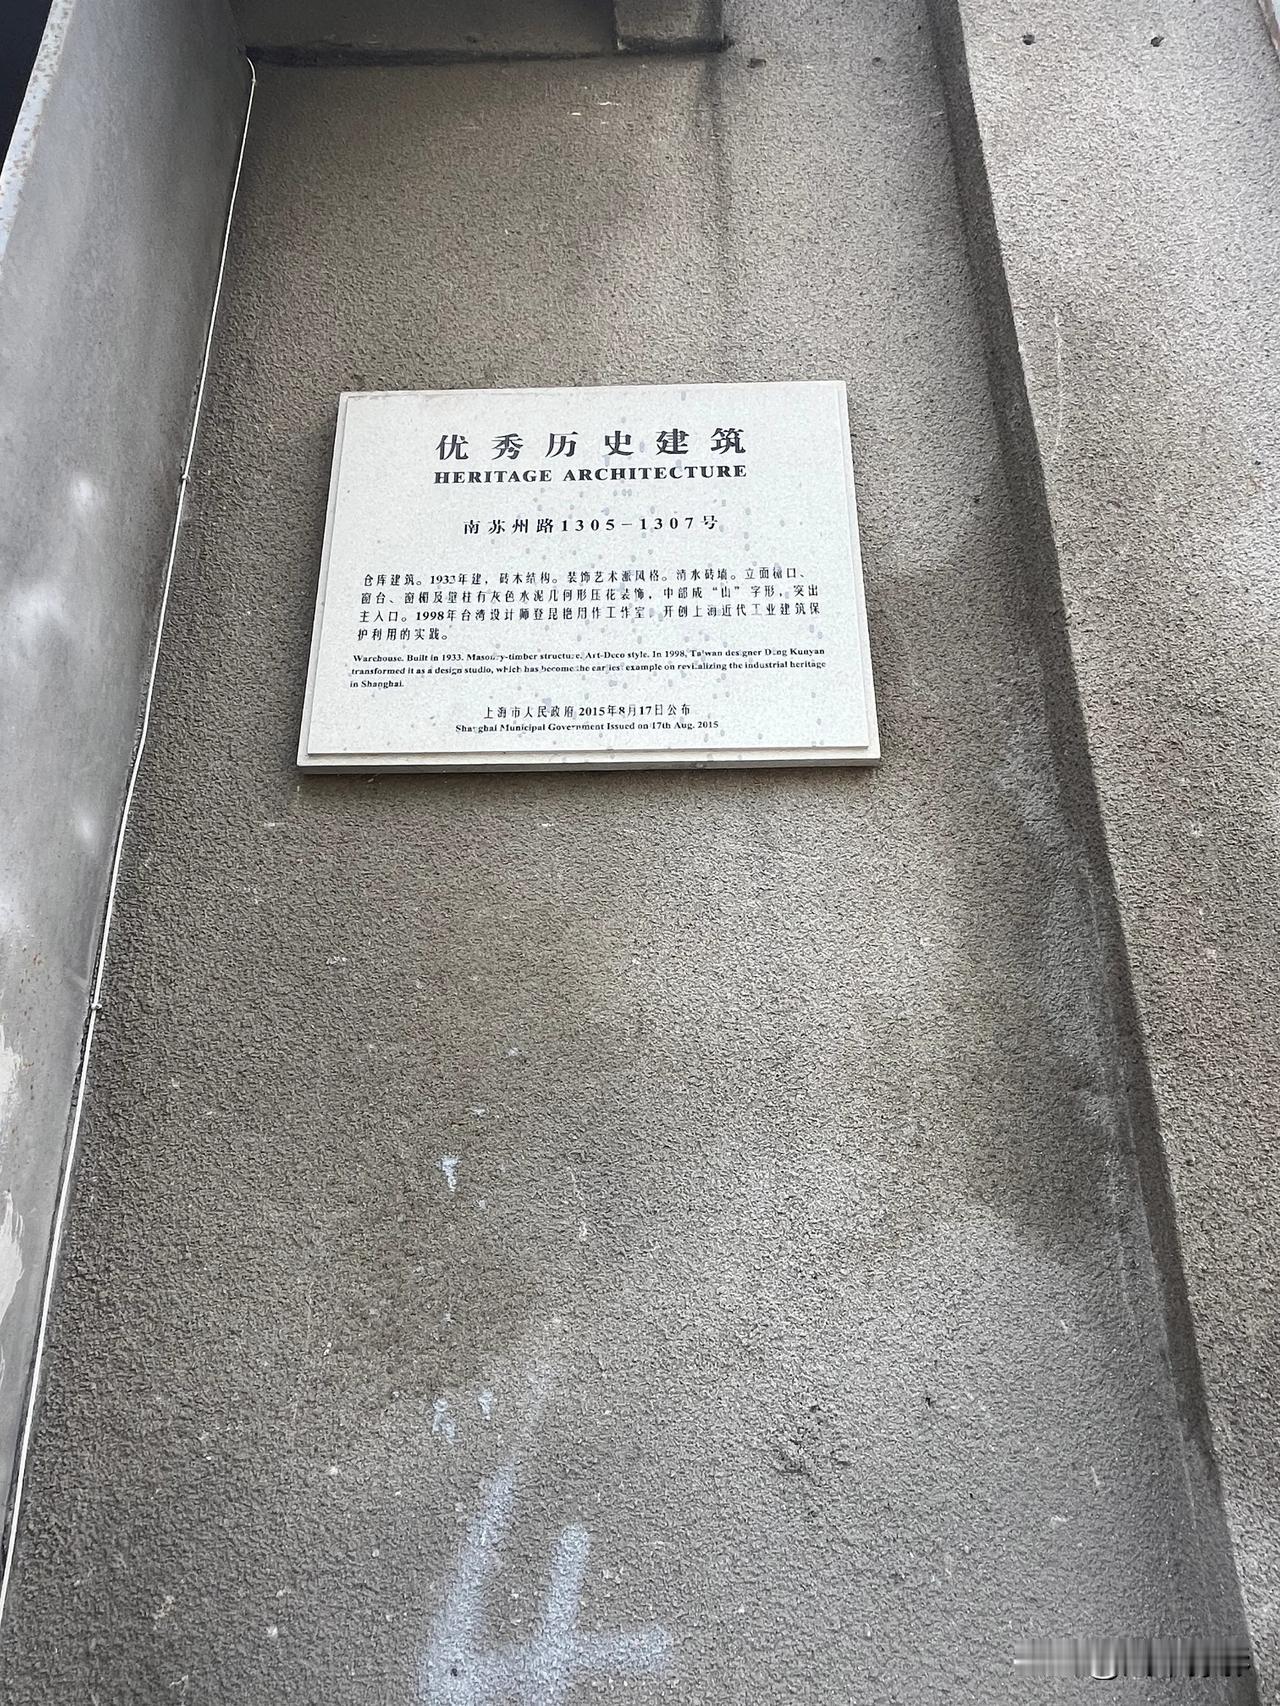 优秀历史建筑
HERITAGE ARCHITECTURE
南苏州路1305-1307号
仓库建筑。1933年建，砖木结构。装饰艺术派风格。清水砖墙。立面檐口、
窗台、窗楣及壁柱有灰色水泥几何形压花装饰，中部成“山”字形，突出
主入口。1998年台湾设计师登昆艳用作工作室，开创上海近代工业建筑保
护利用的实践。
Warehouse. Built in 1933. Masonry-timber structure. Art-Deco style. In 1998, Taiwan designer Deng Kunyan
transformed it as a design studio, which has become the earliest example on revitalizing the industrial heritage
in Shanghai.
上海市人民政府 2015年8月17日公布
Shanghai Municipal Government Issued on 17th Aug. 2015
4